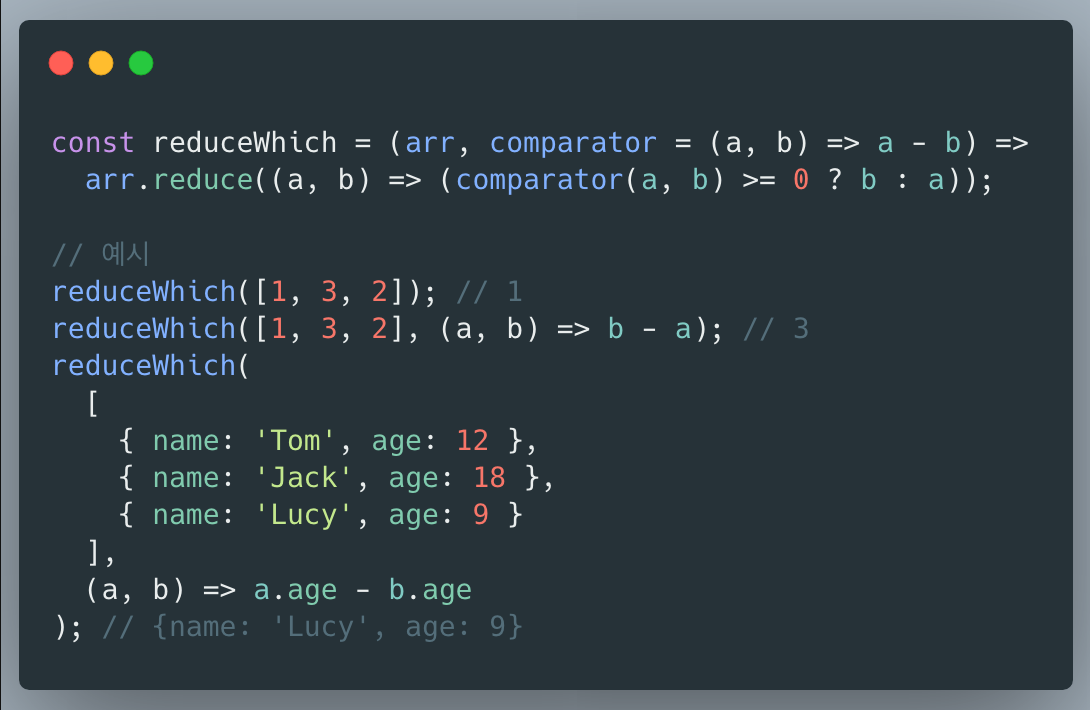 const reduceWhich = (arr, comparator = (a, b) => a - b) =>
  arr.reduce((a, b) => (comparator(a, b) >= 0 ? b : a));

// 예시
reduceWhich([1, 3, 2]); // 1
reduceWhich([1, 3, 2], (a, b) => b - a); // 3
reduceWhich(
  [
    { name: 'Tom', age: 12 },
    { name: 'Jack', age: 18 },
    { name: 'Lucy', age: 9 }
  ],
  (a, b) => a.age - b.age
); // {name: 'Lucy', age: 9}